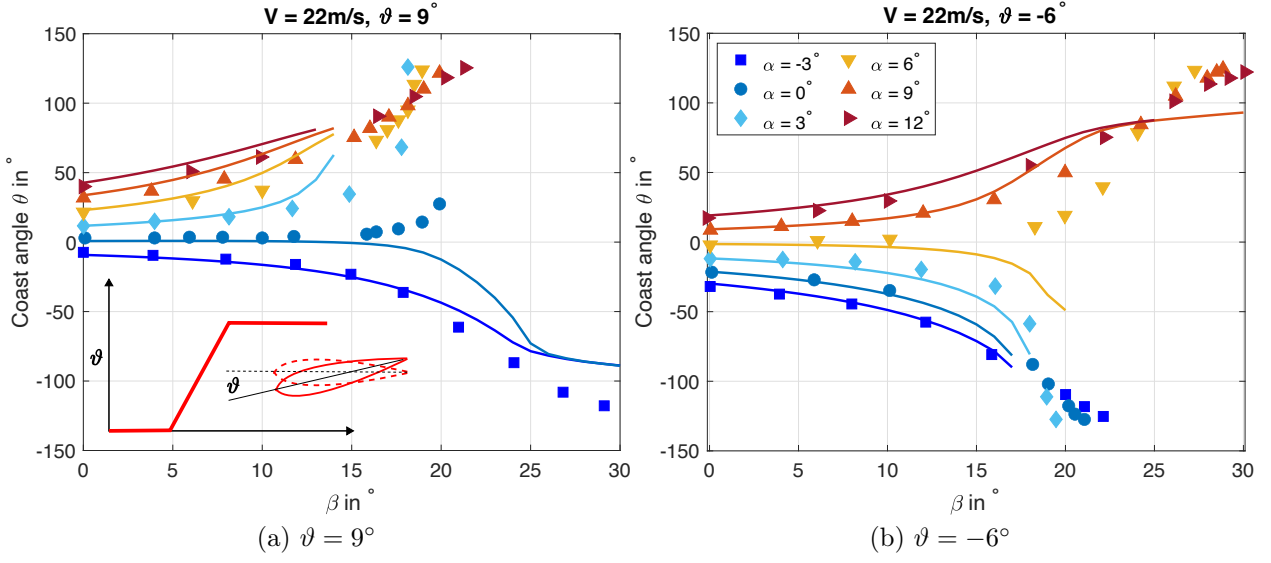 V = 22m/s, ϑ = 9°
Coast angle θ in °
150
100
50
0
-50
-100
-150
ϑ
ϑ
0
5
10
15
20
25
30
β in °
(a) ϑ = 9°
V = 22m/s, ϑ = -6°
Coast angle θ in °
150
100
50
0
-50
-100
-150
α = -3°
α = 0°
α = 3°
α = 6°
α = 9°
α = 12°
0
5
10
15
20
25
30
β in °
(b) ϑ = −6°